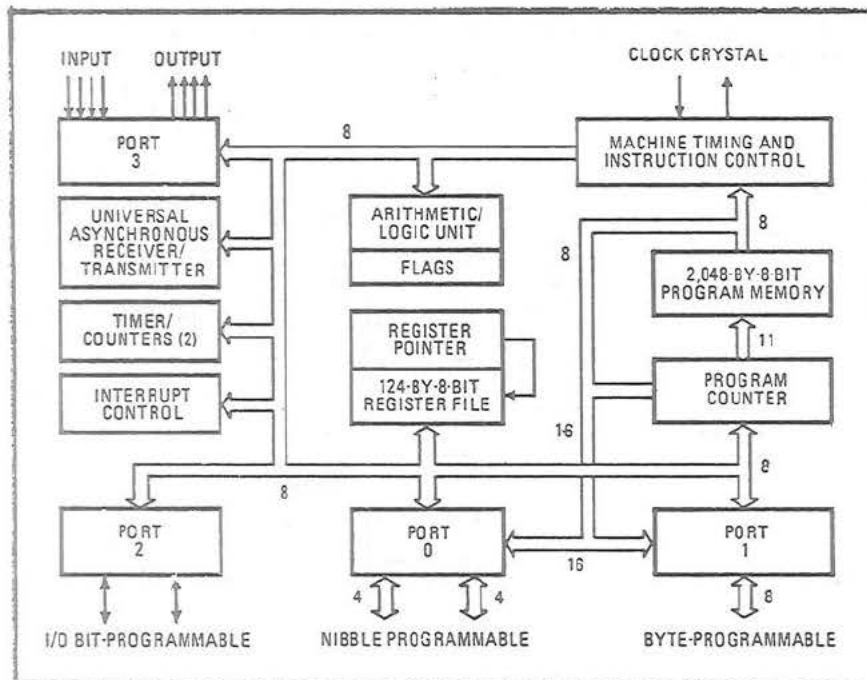 INPUT
OUTPUT
CLOCK CRYSTAL
PORT
3
8
MACHINE TIMING AND
INSTRUCTION CONTROL
UNIVERSAL
ASYNCHRONOUS
RECEIVER/
TRANSMITTER
ARITHMETIC/
LOGIC UNIT
FLAGS
8
8
2,048-BY-8-BIT
PROGRAM MEMORY
TIMER/
COUNTERS (2)
REGISTER
POINTER
11
INTERRUPT
CONTROL
124-BY-8-BIT
REGISTER FILE
PROGRAM
COUNTER
16
8
8
PORT
2
PORT
0
16
PORT
1
4
4
8
I/O BIT-PROGRAMMABLE
NIBBLE PROGRAMMABLE
BYTE-PROGRAMMABLE